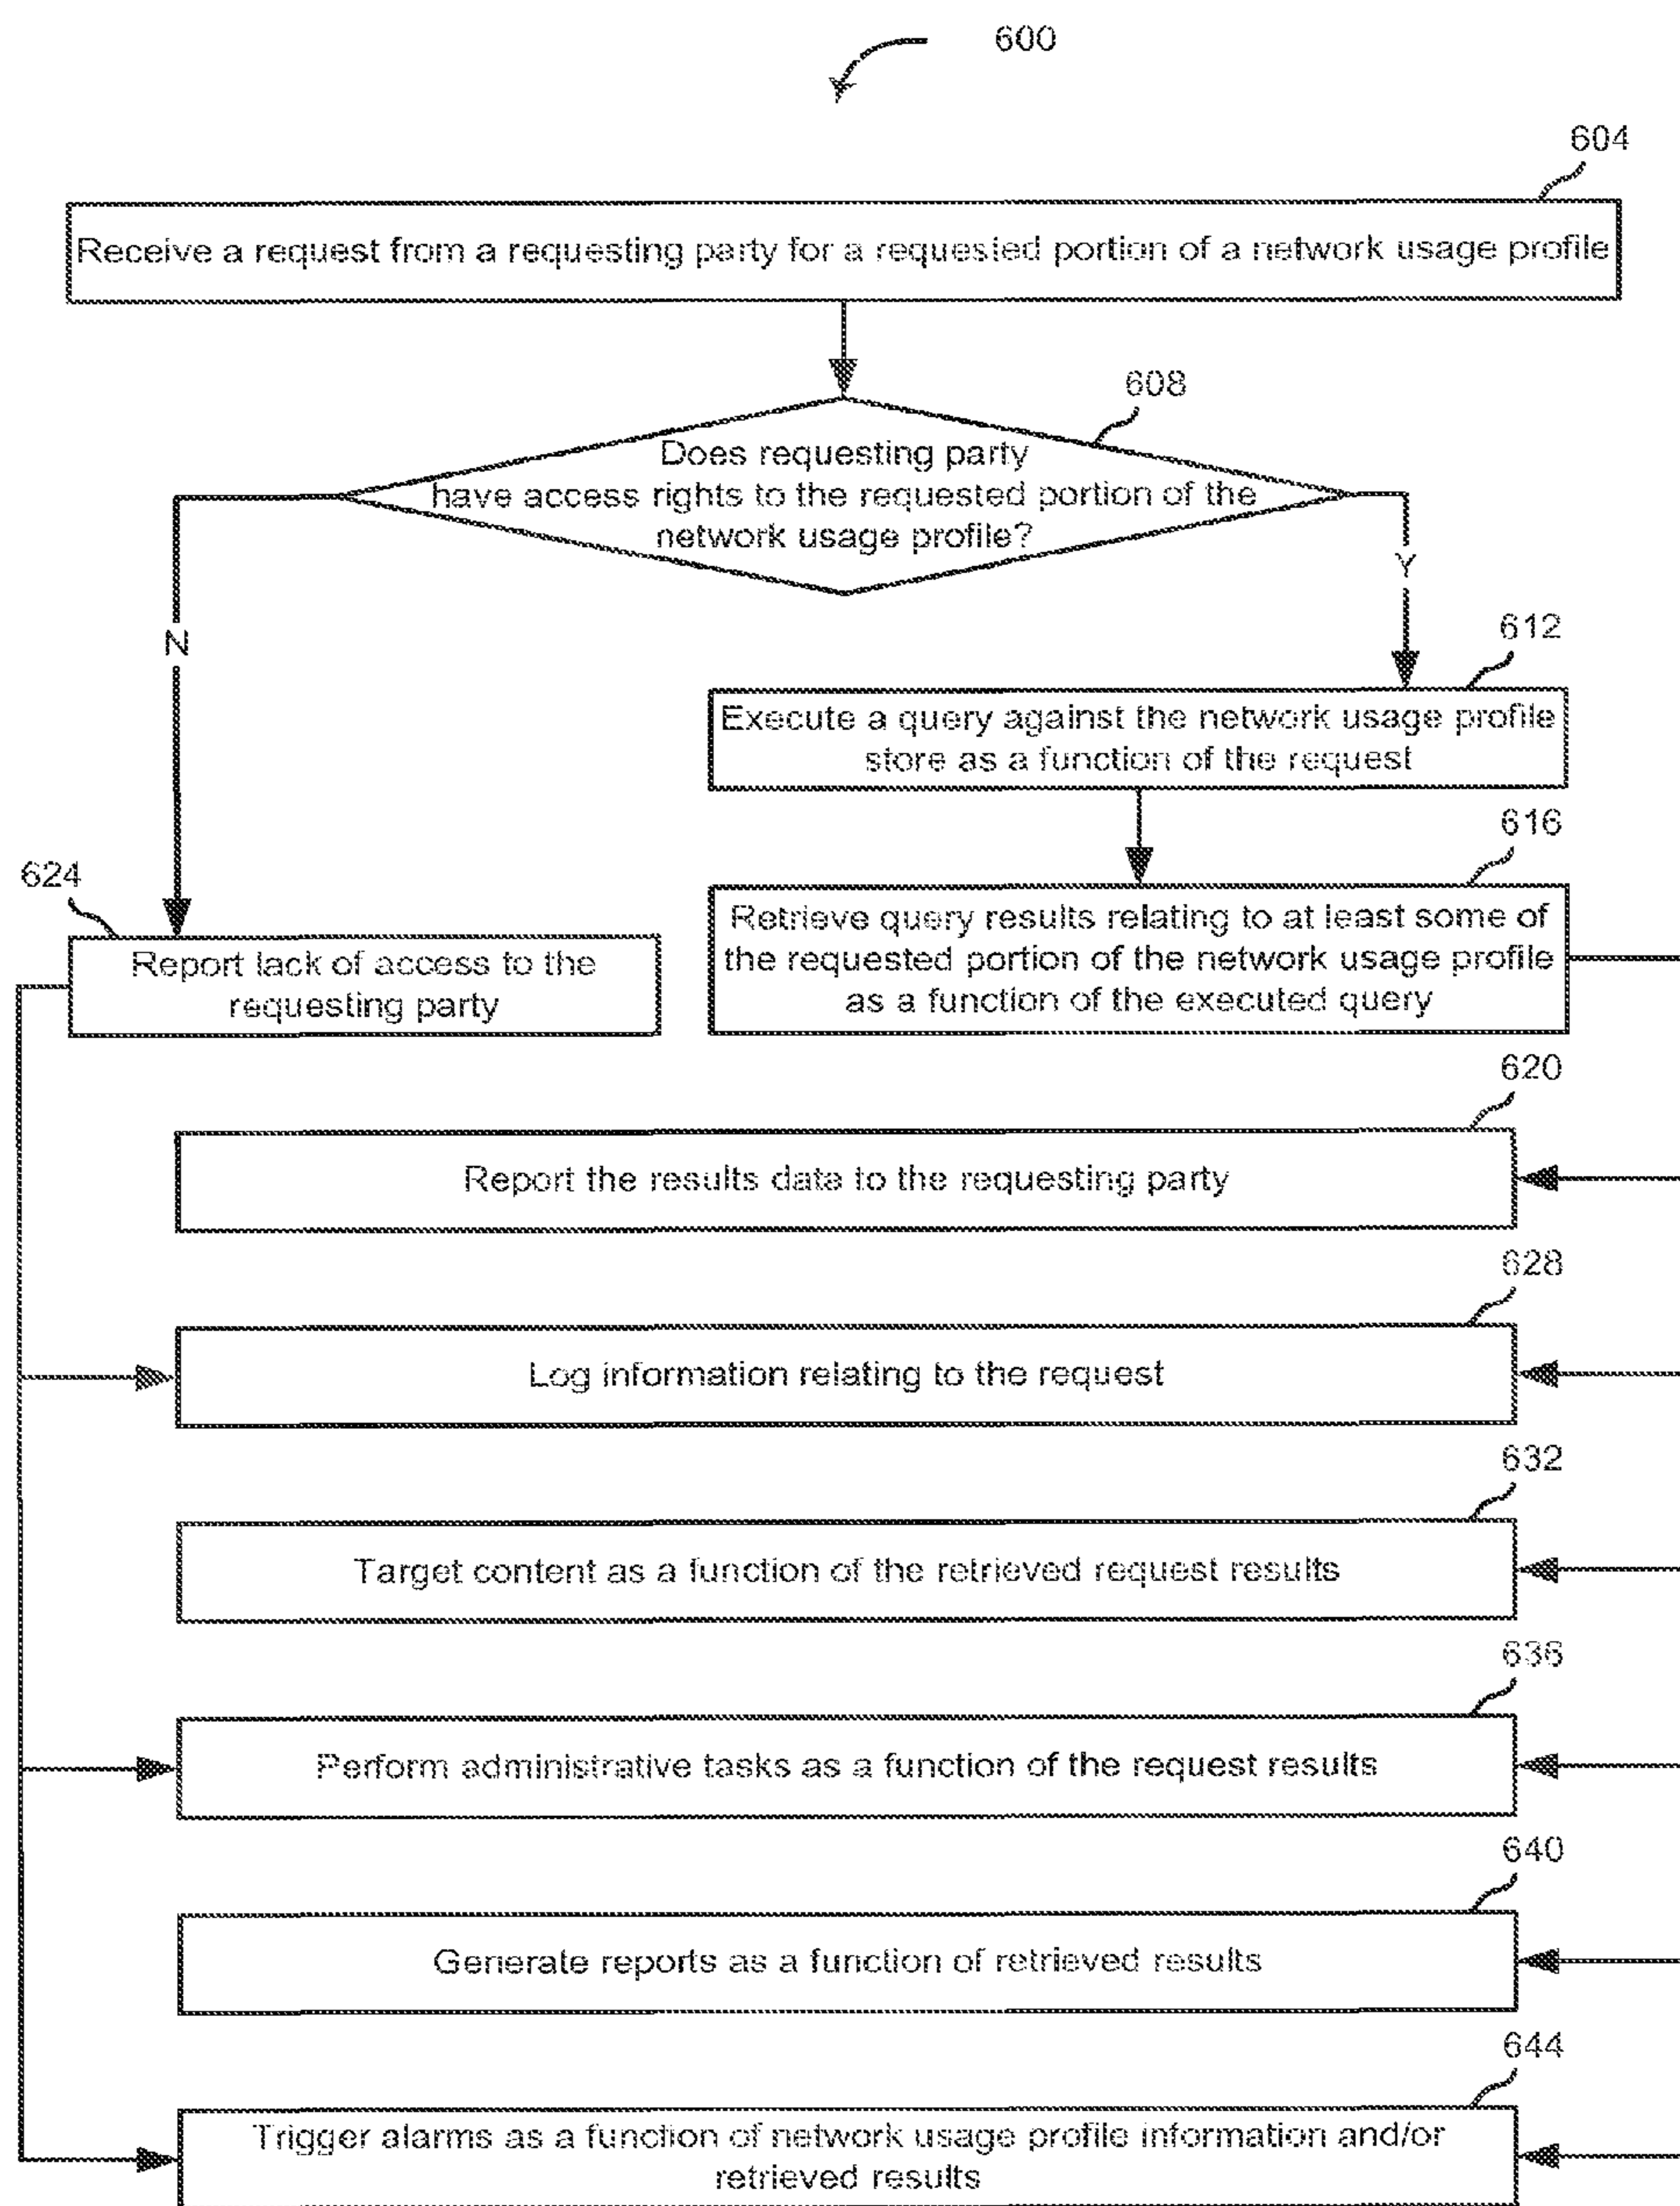 600
604
Receive a request from a requesting party for a requested portion of a network usage profile
608
Does requesting party
have access rights to the requested portion of the
network usage profile?
N
Y
612
Execute a query against the network usage profile
store as a function of the request
616
Retrieve query results relating to at least some of
the requested portion of the network usage profile
as a function of the executed query
624
Report lack of access to the
requesting party
620
Report the results data to the requesting party
628
Log information relating to the request
632
Target content as a function of the retrieved request results
636
Perform administrative tasks as a function of the request results
640
Generate reports as a function of retrieved results
644
Trigger alarms as a function of network usage profile information and/or
retrieved results